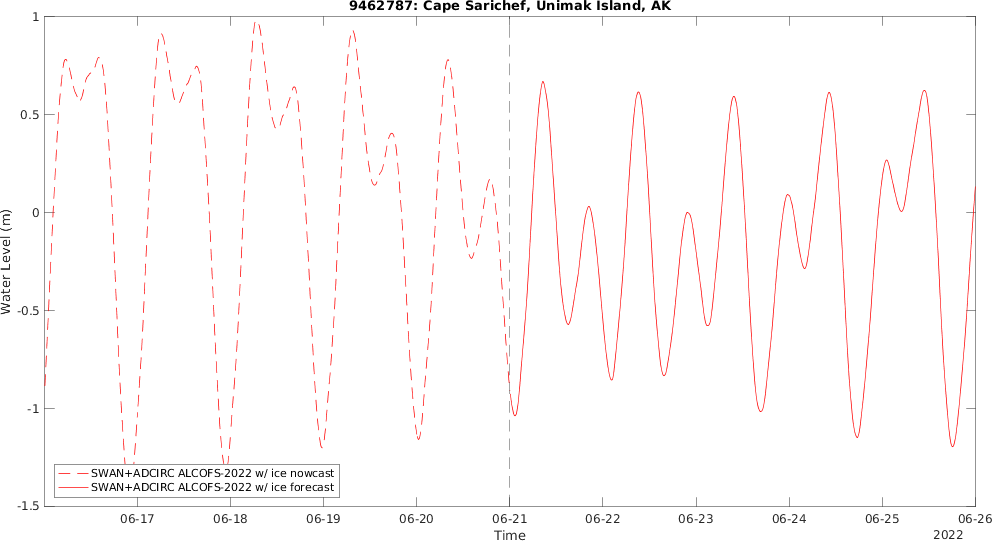 9462787: Cape Sarichef, Unimak Island, AK
1
0.5
0
-0.5
-1
-1.5
Water Level (m)
SWAN+ADCIRC ALCOFS-2022 w/ ice nowcast
SWAN+ADCIRC ALCOFS-2022 w/ ice forecast
06-17 06-18 06-19 06-20 06-21 06-22 06-23 06-24 06-25 06-26
Time
2022